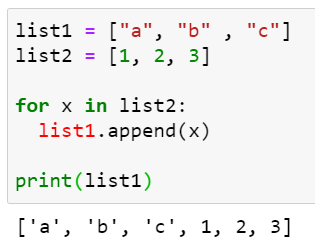 list1 = ["a", "b" , "c"]
list2 = [1, 2, 3]

for x in list2:
  list1.append(x)

print(list1)
['a', 'b', 'c', 1, 2, 3]